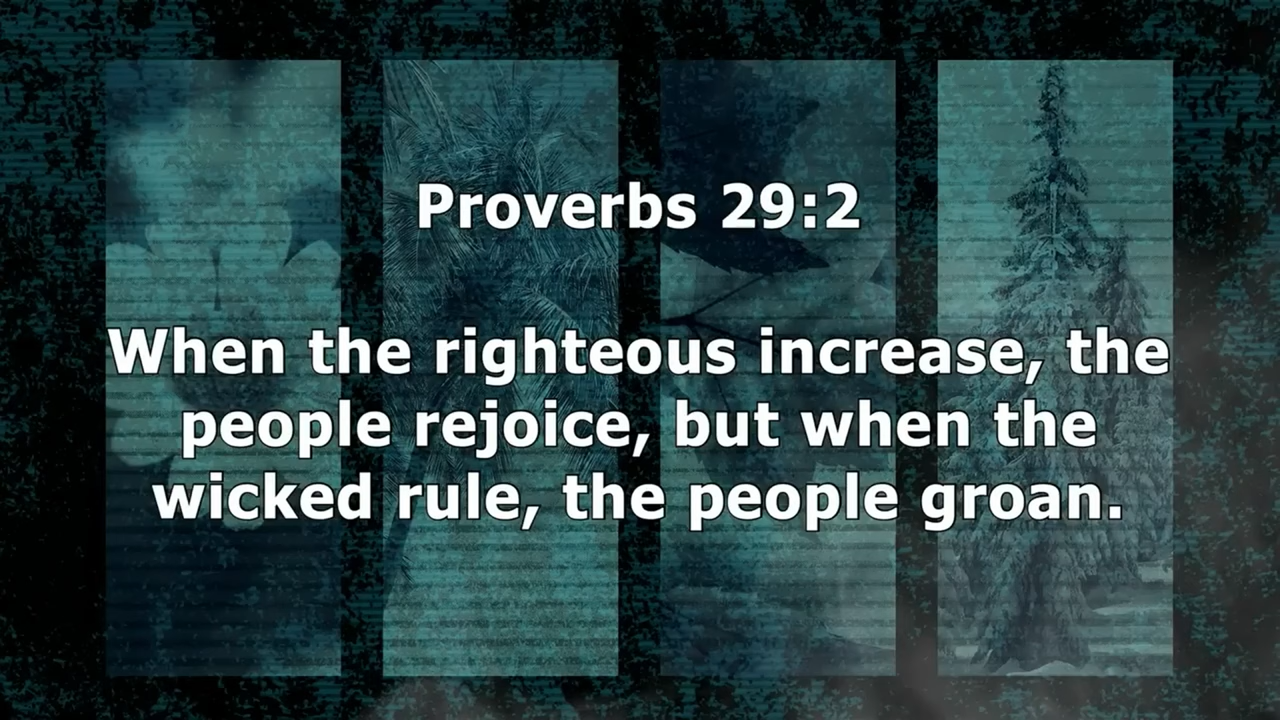 Proverbs 29:2
When the righteous increase, the
people rejoice, but when the
wicked rule, the people groan.